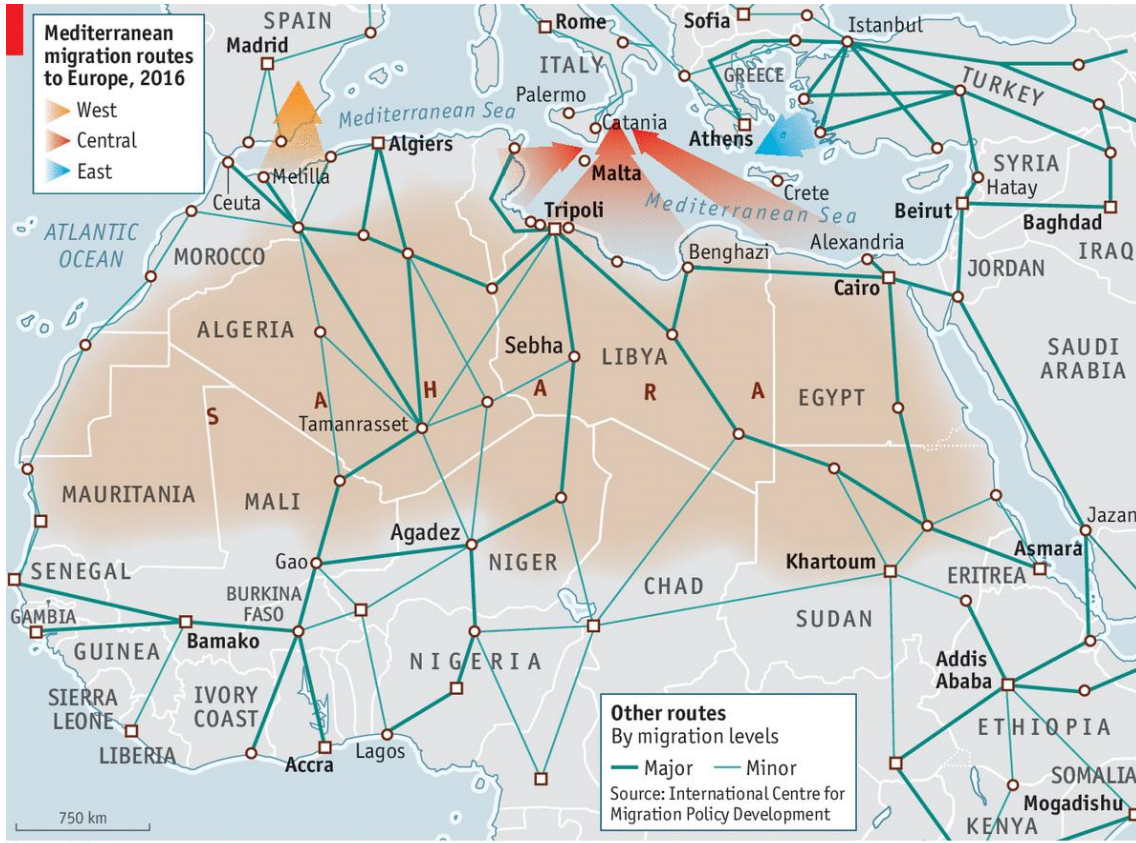 Mediterranean
migration routes
to Europe, 2016
West
Central
East
SPAIN
Madrid
Rome
ITALY
Palermo
Catania
Malta
Sofia
Istanbul
GREECE
Athens
TURKEY
Crete
SYRIA
Hatay
Beirut
Baghdad
IRAQ
JORDAN
SAUDI
ARABIA
Mediterranean Sea
Mediterranean Sea
Algiers
Melilla
Ceuta
ATLANTIC
OCEAN
MOROCCO
Tripoli
Benghazi
Alexandria
Cairo
ALGERIA
Sebha
LIBYA
EGYPT
S A H A R A
Tamanrasset
MAURITANIA
MALI
Agadez
NIGER
Gao
CHAD
Khartoum
SUDAN
Jazan
Asmara
ERITREA
SENEGAL
GAMBIA
BURKINA
FASO
Bamako
GUINEA
SIERRA
LEONE
LIBERIA
IVORY
COAST
Accra
Lagos
NIGERIA
Addis
Ababa
ETHIOPIA
SOMALIA
Mogadishu
KENYA
Other routes
By migration levels
Major
Minor
Source: International Centre for
Migration Policy Development
750 km